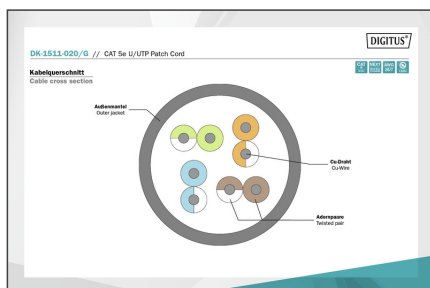 DIGITUS®
DK-1511-020/G // CAT 5e U/UTP Patch Cord
Kabelquerschnitt
Cable cross section
Außenmantel
Outer jacket
Cu-Draht
Cu-Wire
Adernpaare
Twisted pair